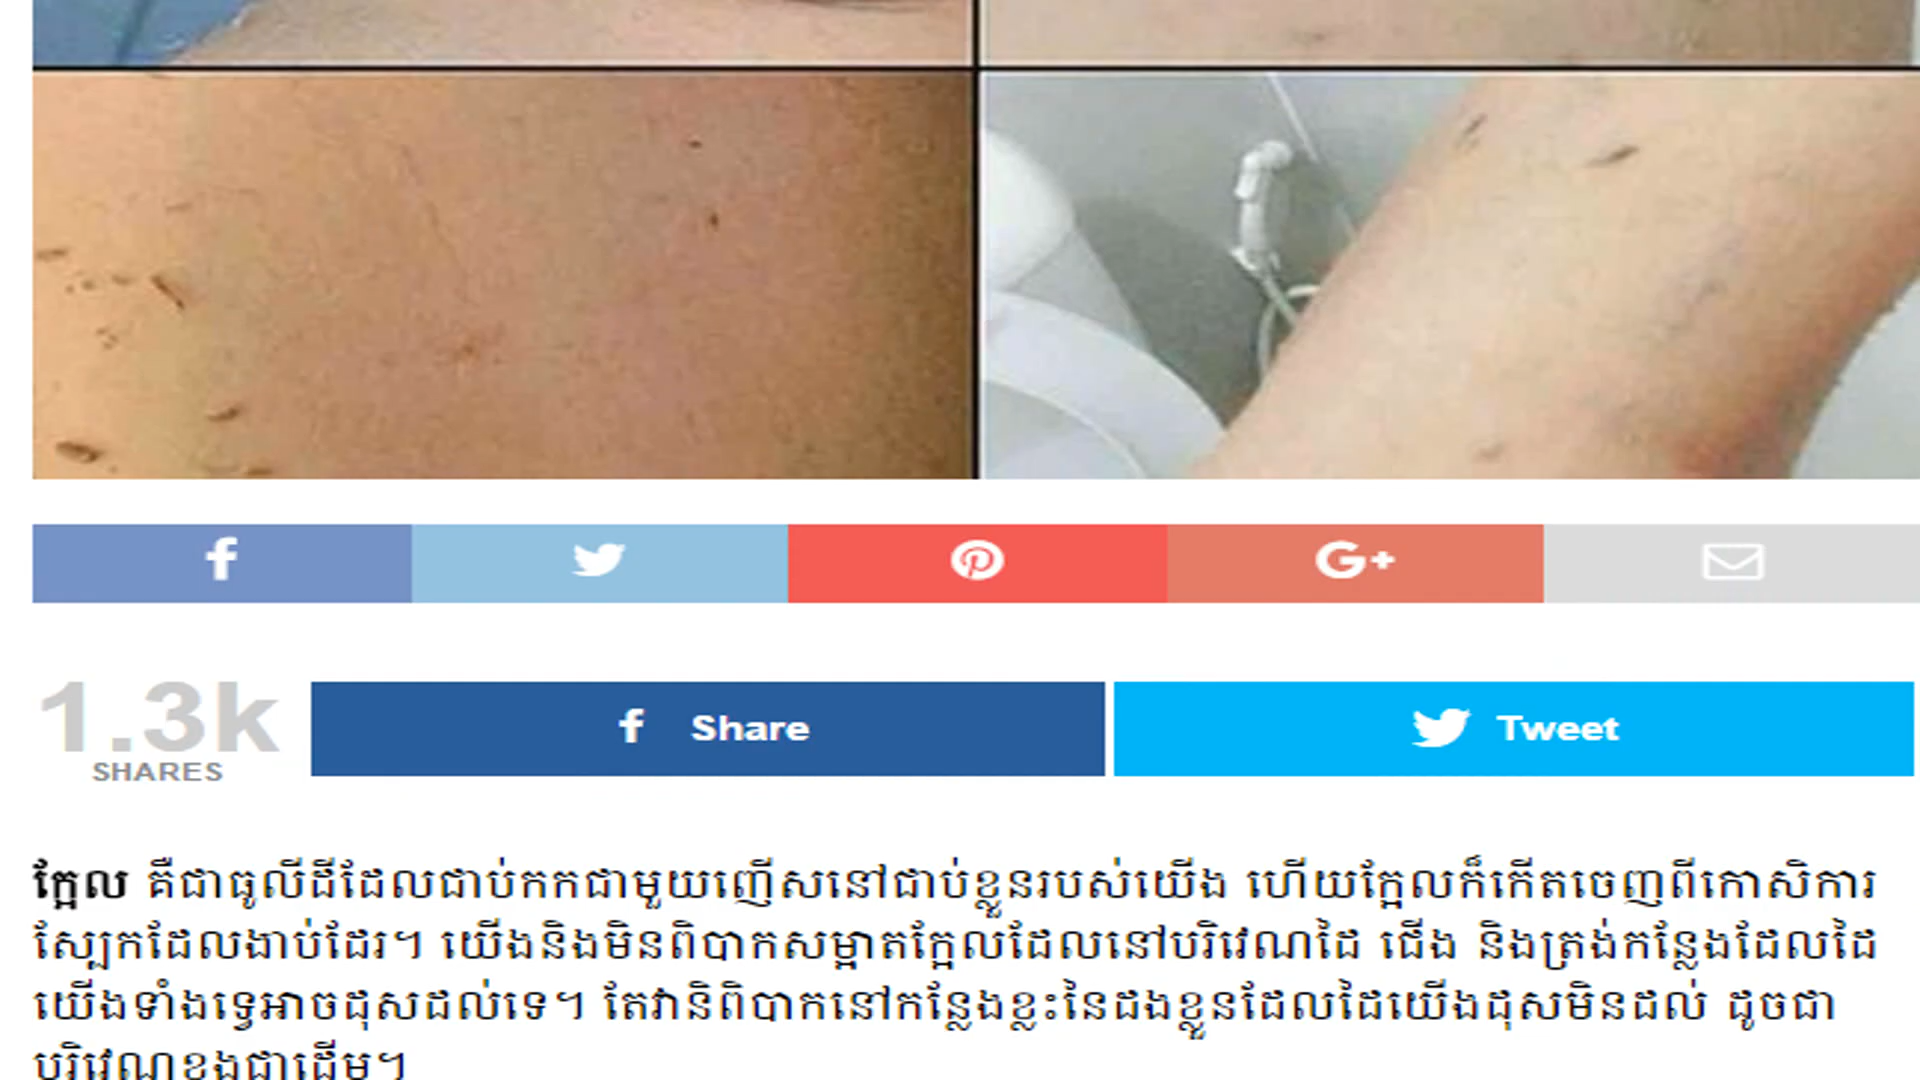 1.3k
SHARES
Share
Tweet
ក្អែល គឺជាធូលីដីដែលជាប់កកជាមួយញើសនៅជាប់ខ្លួនរបស់យើង ហើយក្អែលក៏កើតចេញពីកោសិការ
ស្បែកដែលងាប់ដែរ។ យើងនិងមិនពិបាកសម្អាតក្អែលដែលនៅបរិវេណដៃ ជើង និងត្រង់កន្លែងដែលដៃ
យើងទាំងទ្វេអាចដុសដល់ទេ។ តែវានិពិបាកនៅកន្លែងខ្លះនៃដងខ្លួនដែលដៃយើងដុសមិនដល់ ដូចជា
បរិវេណខ្នងជាដើម។